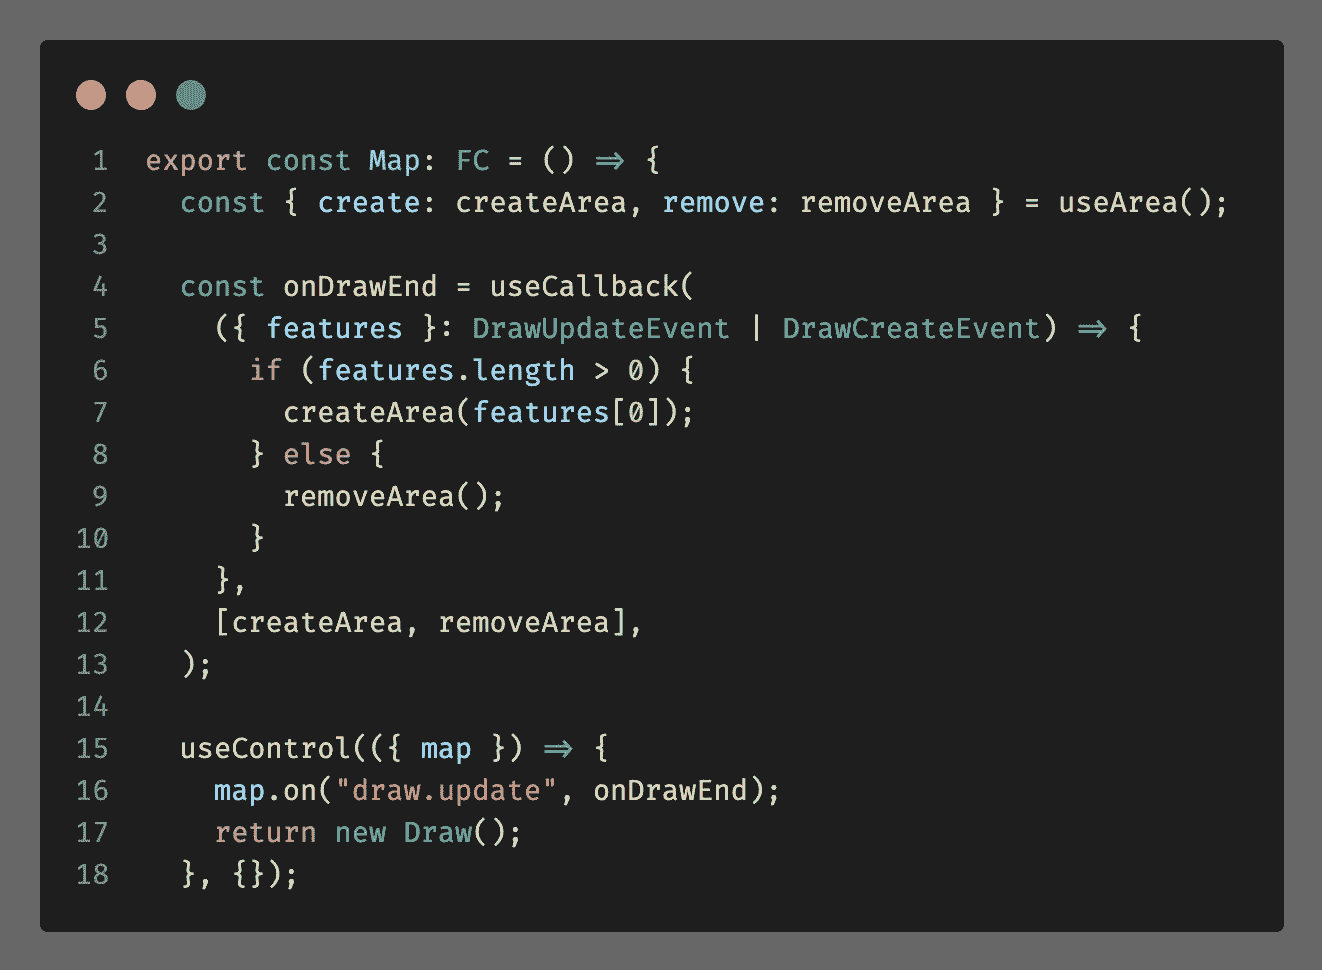 1 export const Map: FC = () => {
2 const { create: createArea, remove: removeArea } = useArea();
3
4 const onDrawEnd = useCallback(
5 ({ features }: DrawUpdateEvent | DrawCreateEvent) => {
6 if (features.length > 0) {
7 createArea(features[0]);
8 } else {
9 removeArea();
10 }
11 },
12 [createArea, removeArea],
13 );
14
15 useControl(({ map }) => {
16 map.on("draw.update", onDrawEnd);
17 return new Draw();
18 }, {});